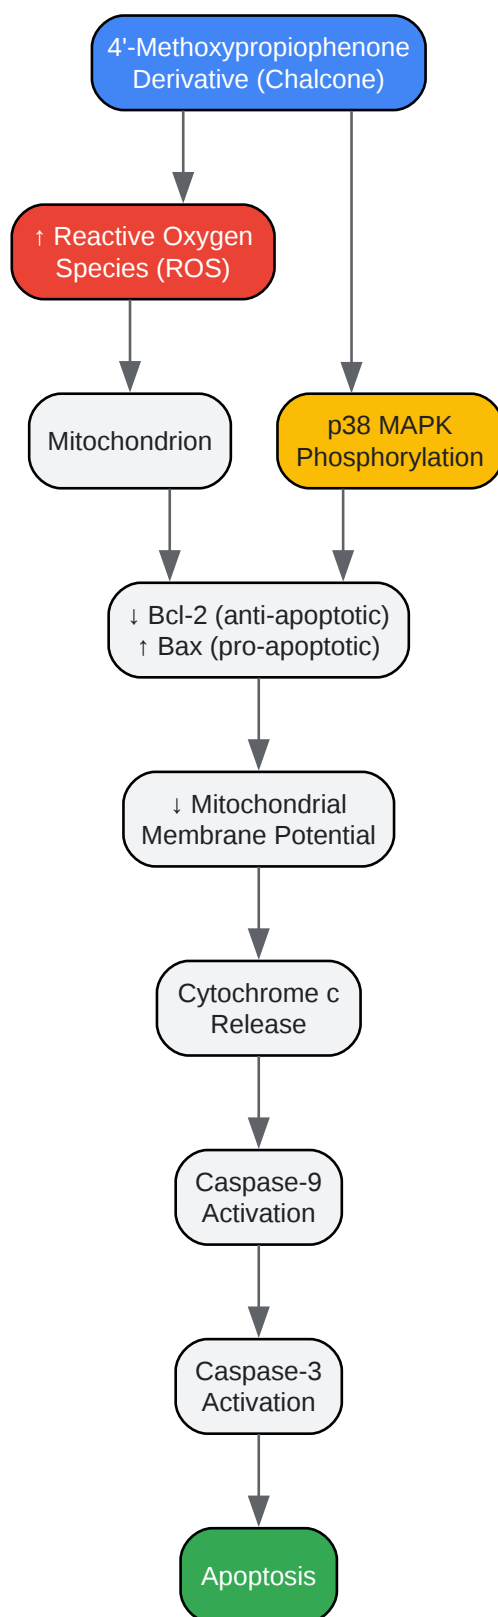 4'-Methoxypropiophenone
Derivative (Chalcone)
↑ Reactive Oxygen
Species (ROS)
Mitochondrion
p38 MAPK
Phosphorylation
↓ Bcl-2 (anti-apoptotic)
↑ Bax (pro-apoptotic)
↓ Mitochondrial
Membrane Potential
Cytochrome c
Release
Caspase-9
Activation
Caspase-3
Activation
Apoptosis